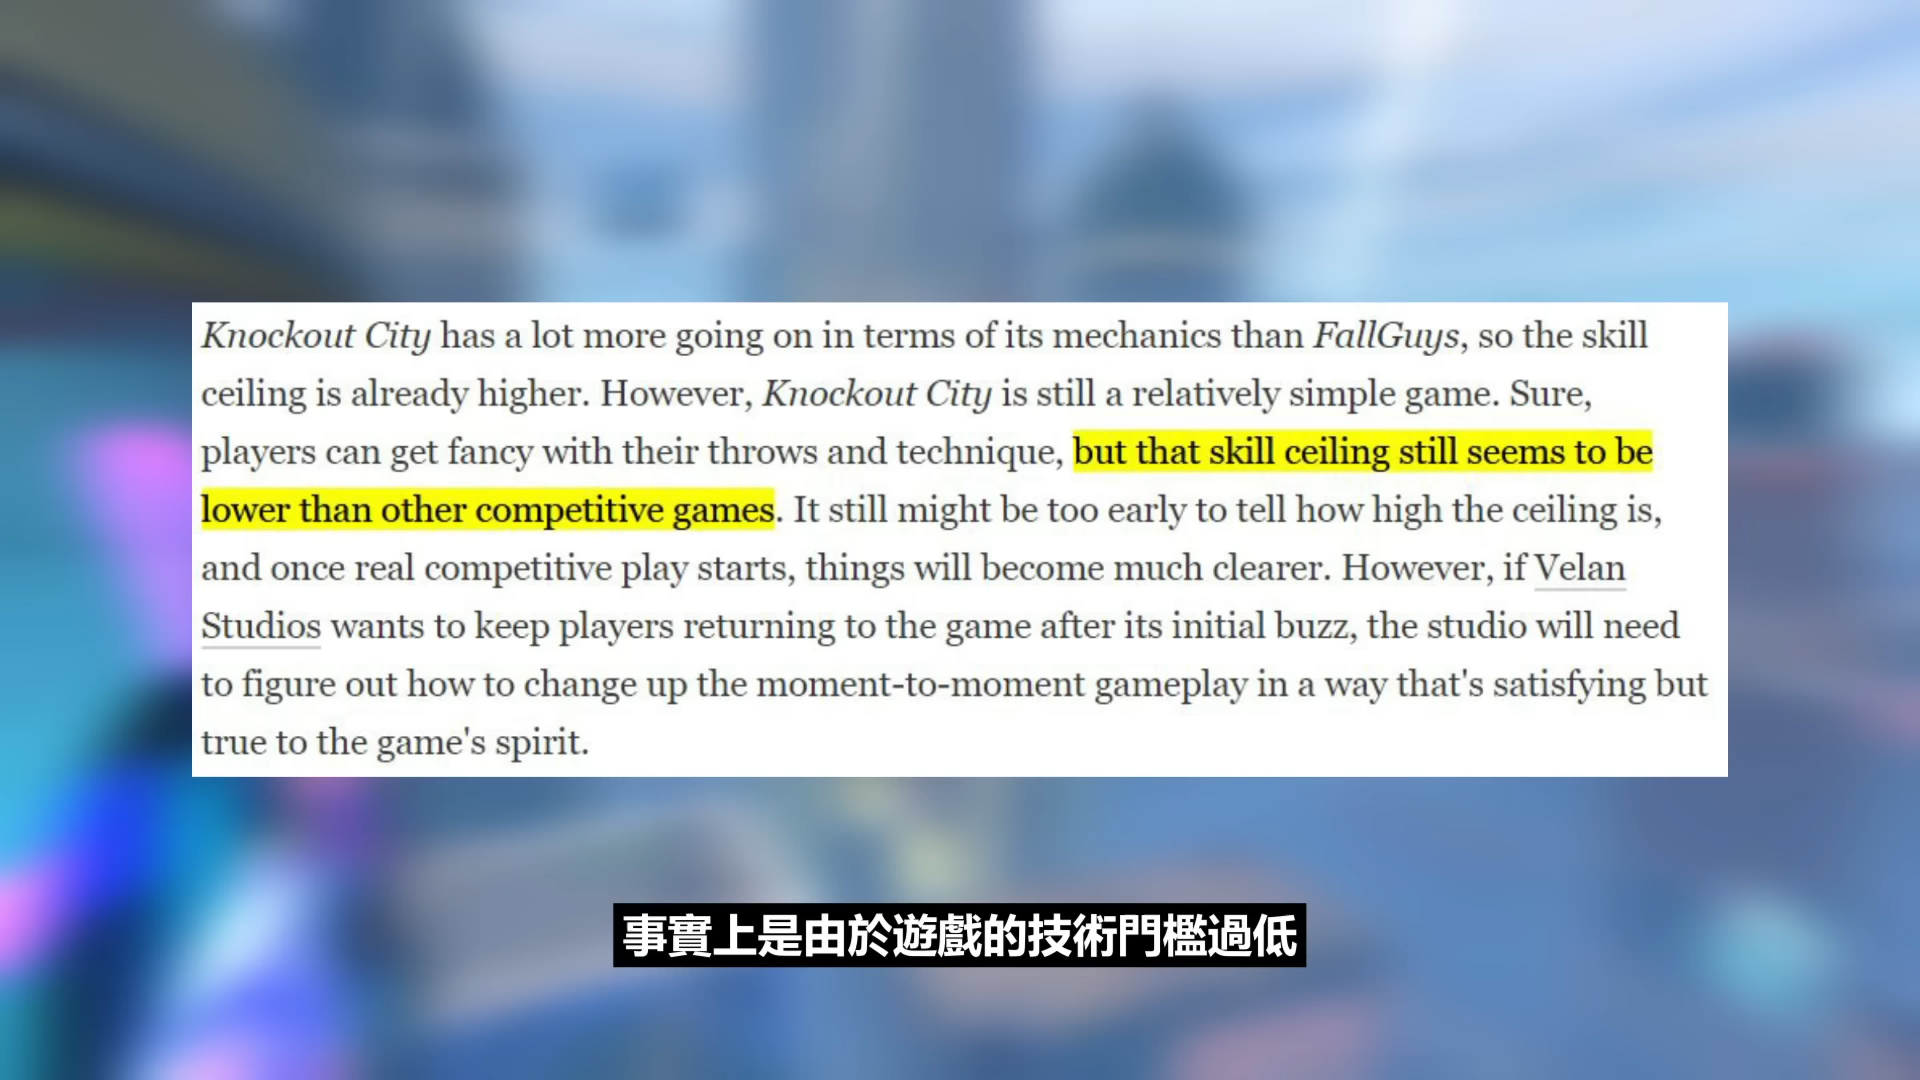 Knockout City has a lot more going on in terms of its mechanics than FallGuys, so the skill
ceiling is already higher. However, Knockout City is still a relatively simple game. Sure,
players can get fancy with their throws and technique, but that skill ceiling still seems to be
lower than other competitive games. It still might be too early to tell how high the ceiling is,
and once real competitive play starts, things will become much clearer. However, if Velan
Studios wants to keep players returning to the game after its initial buzz, the studio will need
to figure out how to change up the moment-to-moment gameplay in a way that's satisfying but
true to the game's spirit.
事實上是由於遊戲的技術門檻過低